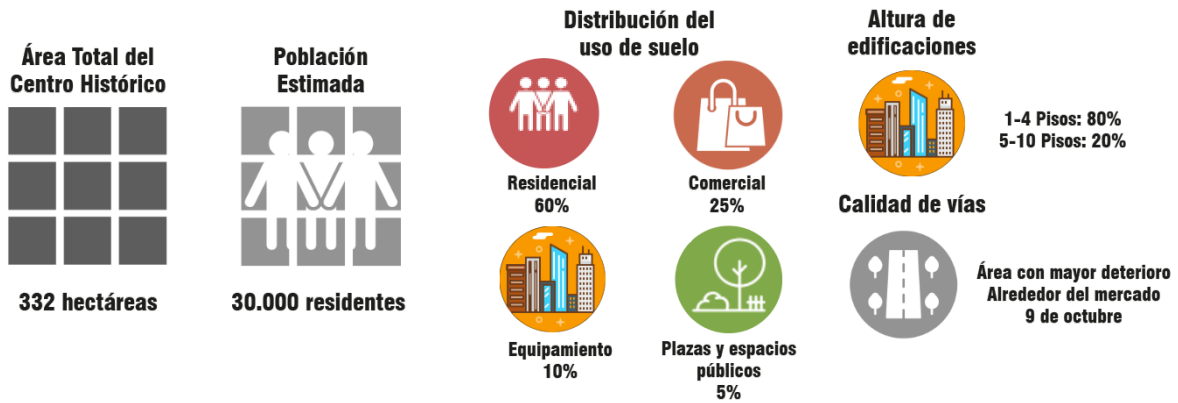 Área Total del
Centro Histórico
332 hectáreas
Población
Estimada
30.000 residentes
Distribución del
uso de suelo
Residencial
60%
Comercial
25%
Equipamiento
10%
Plazas y espacios
públicos
5%
Altura de
edificaciones
1-4 Pisos: 80%
5-10 Pisos: 20%
Calidad de vías
Área con mayor deterioro
Alrededor del mercado
9 de octubre